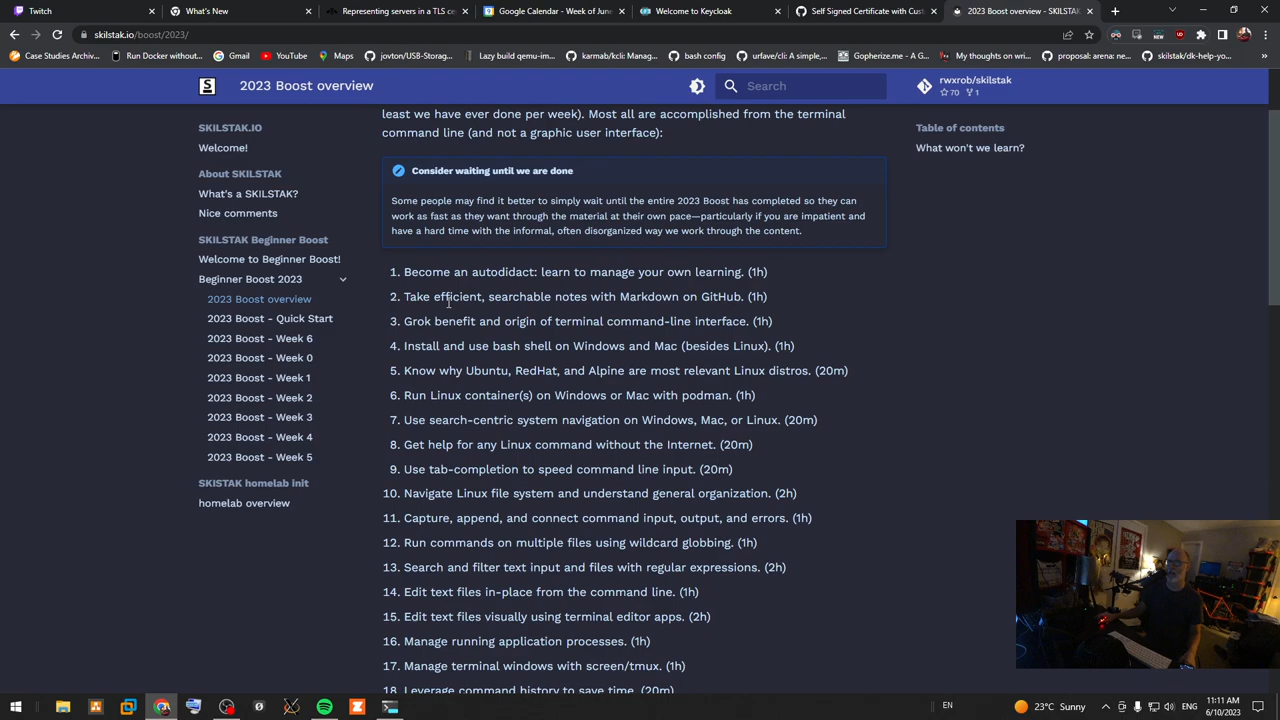 Twitch
What's New
Representing servers in a TLS ce
Google Calendar - Week of June
Welcome to Keycloak
Self Signed Certificate with Cust
2023 Boost overview - SKILSTAK
skilstak.io/boost/2023/
Case Studies Archiv...
Run Docker without...
Gmail
YouTube
Maps
jovton/USB-Storag...
Lazy build qemu-im...
karmab/kcli: Manag...
bash config
urfave/cli: A simple,...
Gopherize.me
My thoughts on wri...
proposal: arena: ne...
skilstak/dk-help-yo...
2023 Boost overview
Search
rwxrob/skilstak
70 1
SKILSTAK.IO
Welcome!
About SKILSTAK
What's a SKILSTAK?
Nice comments
SKILSTAK Beginner Boost
Welcome to Beginner Boost!
Beginner Boost 2023
2023 Boost overview
2023 Boost - Quick Start
2023 Boost - Week 6
2023 Boost - Week 0
2023 Boost - Week 1
2023 Boost - Week 2
2023 Boost - Week 3
2023 Boost - Week 4
2023 Boost - Week 5
SKISTAK homelab init
homelab overview
least we have ever done per week). Most all are accomplished from the terminal
command line (and not a graphic user interface):
Consider waiting until we are done
Some people may find it better to simply wait until the entire 2023 Boost has completed so they can
work as fast as they want through the material at their own pace—particularly if you are impatient and
have a hard time with the informal, often disorganized way we work through the content.
1. Become an autodidact: learn to manage your own learning. (1h)
2. Take efficient, searchable notes with Markdown on GitHub. (1h)
3. Grok benefit and origin of terminal command-line interface. (1h)
4. Install and use bash shell on Windows and Mac (besides Linux). (1h)
5. Know why Ubuntu, RedHat, and Alpine are most relevant Linux distros. (20m)
6. Run Linux container(s) on Windows or Mac with podman. (1h)
7. Use search-centric system navigation on Windows, Mac, or Linux. (20m)
8. Get help for any Linux command without the Internet. (20m)
9. Use tab-completion to speed command line input. (20m)
10. Navigate Linux file system and understand general organization. (2h)
11. Capture, append, and connect command input, output, and errors. (1h)
12. Run commands on multiple files using wildcard globbing. (1h)
13. Search and filter text input and files with regular expressions. (2h)
14. Edit text files in-place from the command line. (1h)
15. Edit text files visually using terminal editor apps. (2h)
16. Manage running application processes. (1h)
17. Manage terminal windows with screen/tmux. (1h)
18. Leverage command history to save time. (20m)
Table of contents
What won't we learn?
EN
23°C Sunny
ENG
11:11 AM
6/10/2023